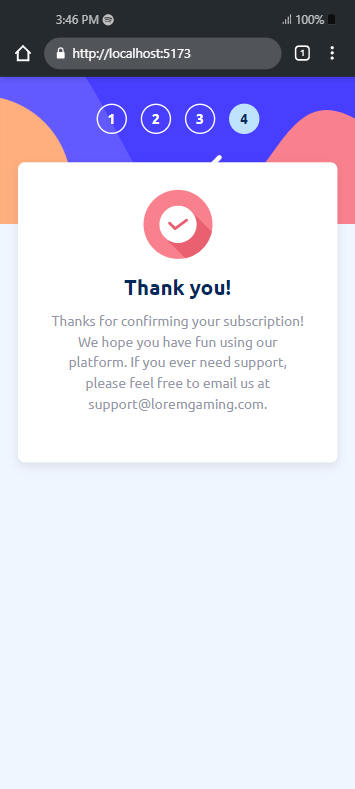 3:46 PM 100%
http://localhost:5173 1
1 2 3 4
Thank you!
Thanks for confirming your subscription!
We hope you have fun using our
platform. If you ever need support,
please feel free to email us at
support@loremgaming.com.